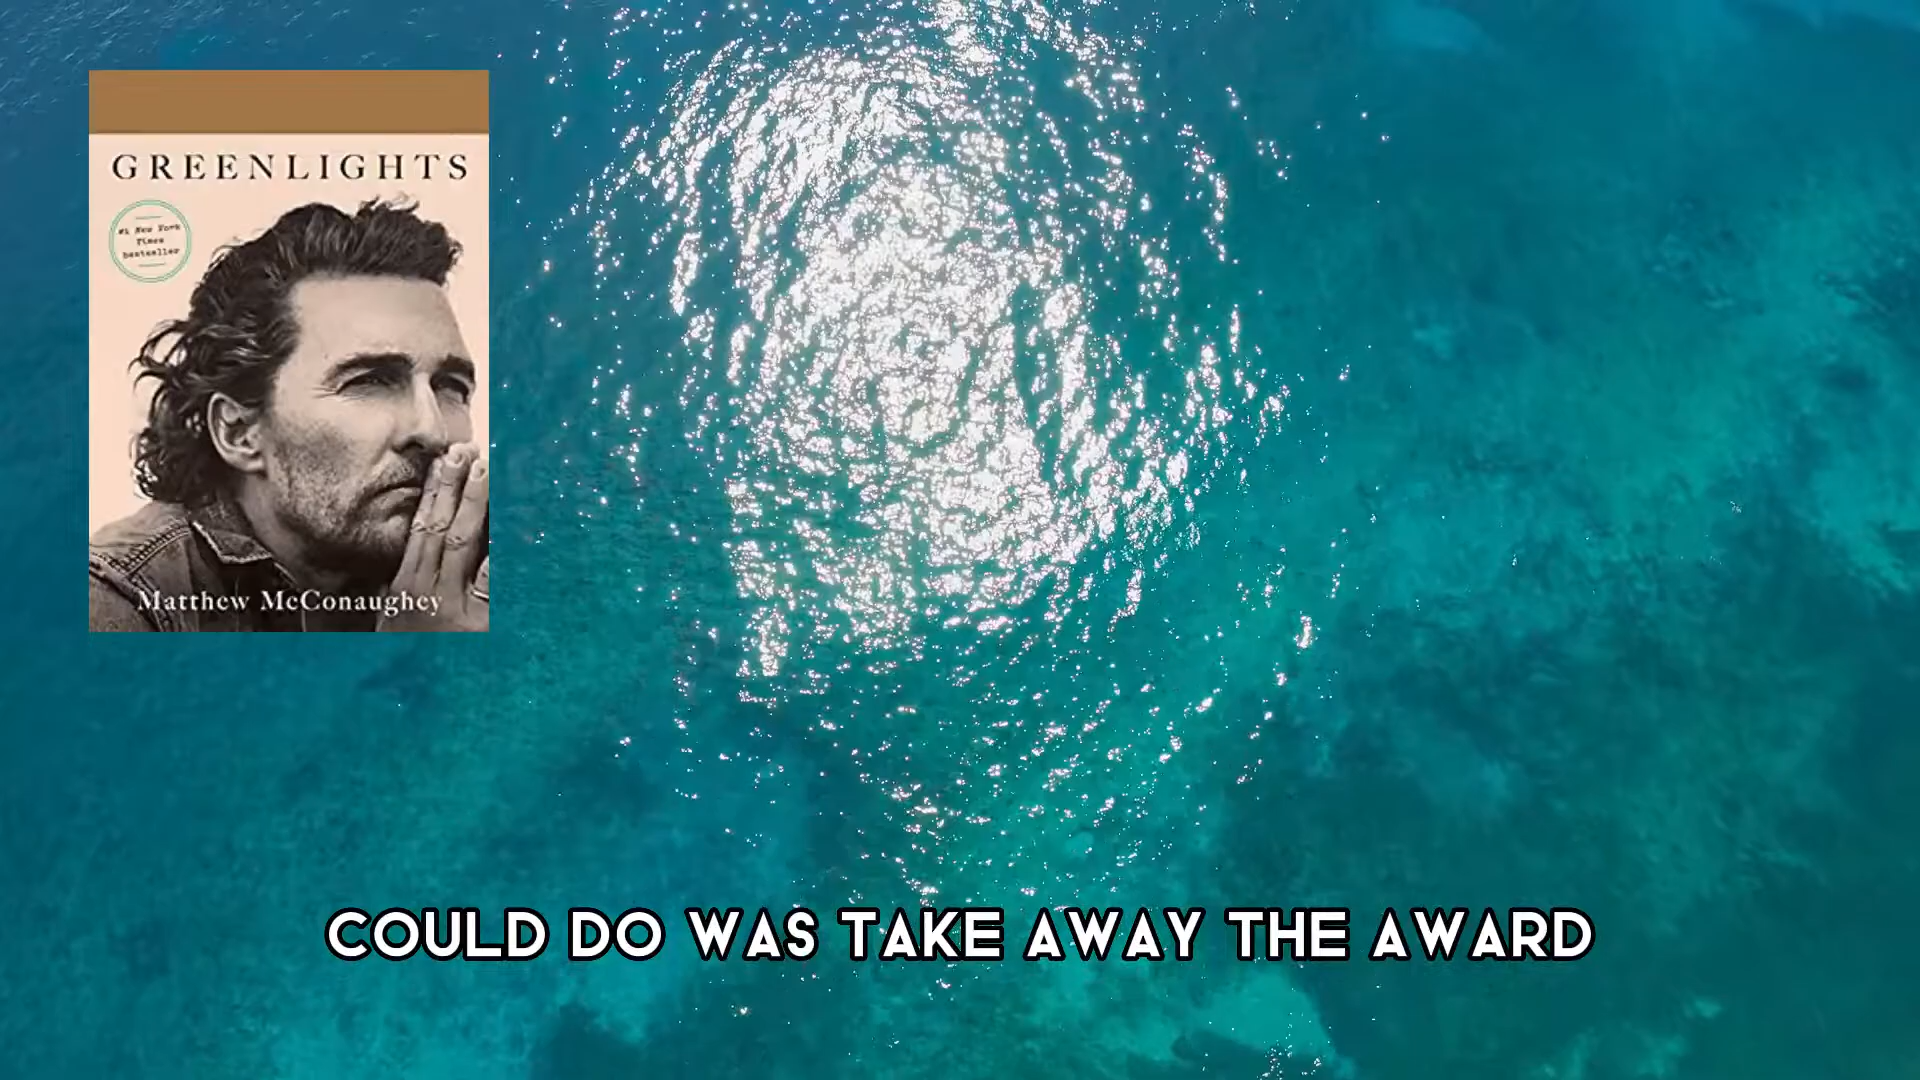 GREENLIGHTS
#1 New York
Times
bestseller
Matthew McConaughey
COULD DO WAS TAKE AWAY THE AWARD